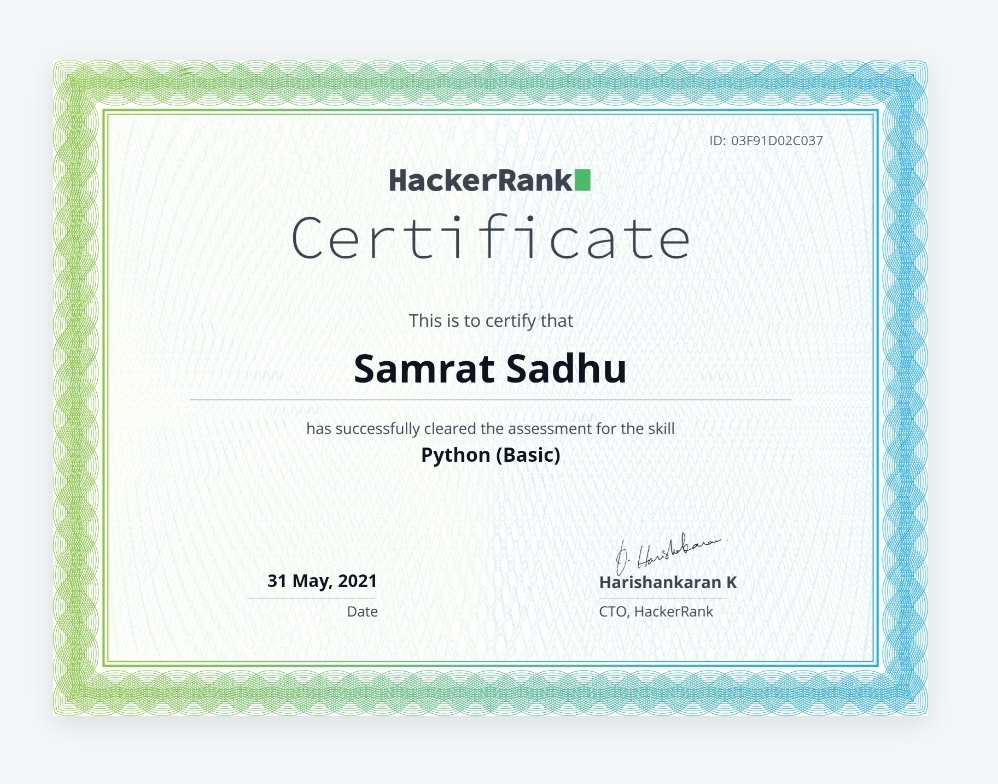 ID: 03F91D02C037
HackerRank
Certificate
This is to certify that
Samrat Sadhu
has successfully cleared the assessment for the skill
Python (Basic)
31 May, 2021
Date
Harishankaran K
CTO, HackerRank